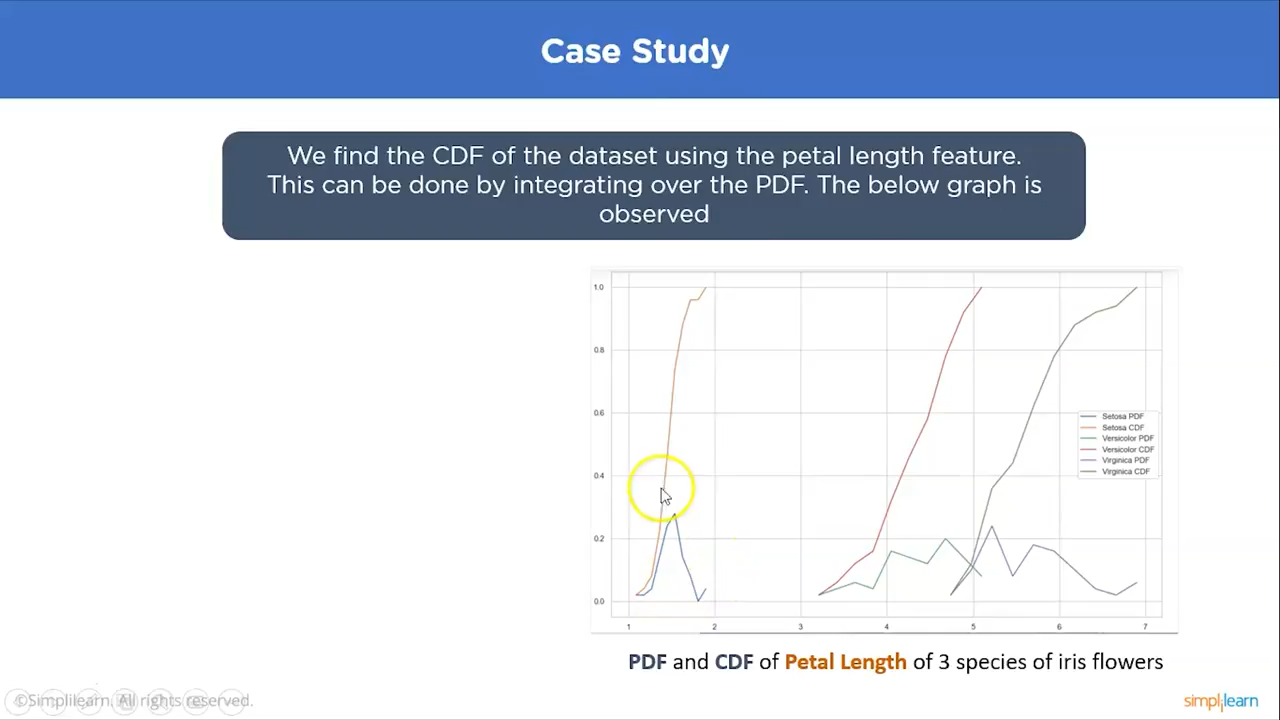 Case Study
We find the CDF of the dataset using the petal length feature.
This can be done by integrating over the PDF. The below graph is
observed
1.0
0.8
0.6
0.4
0.2
0.0
Setosa PDF
Setosa CDF
Versicolor PDF
Versicolor CDF
Virginica PDF
Virginica CDF
1 2 3 4 5 6 7
PDF and CDF of Petal Length of 3 species of iris flowers
©Simplilearn. All rights reserved.
simplilearn